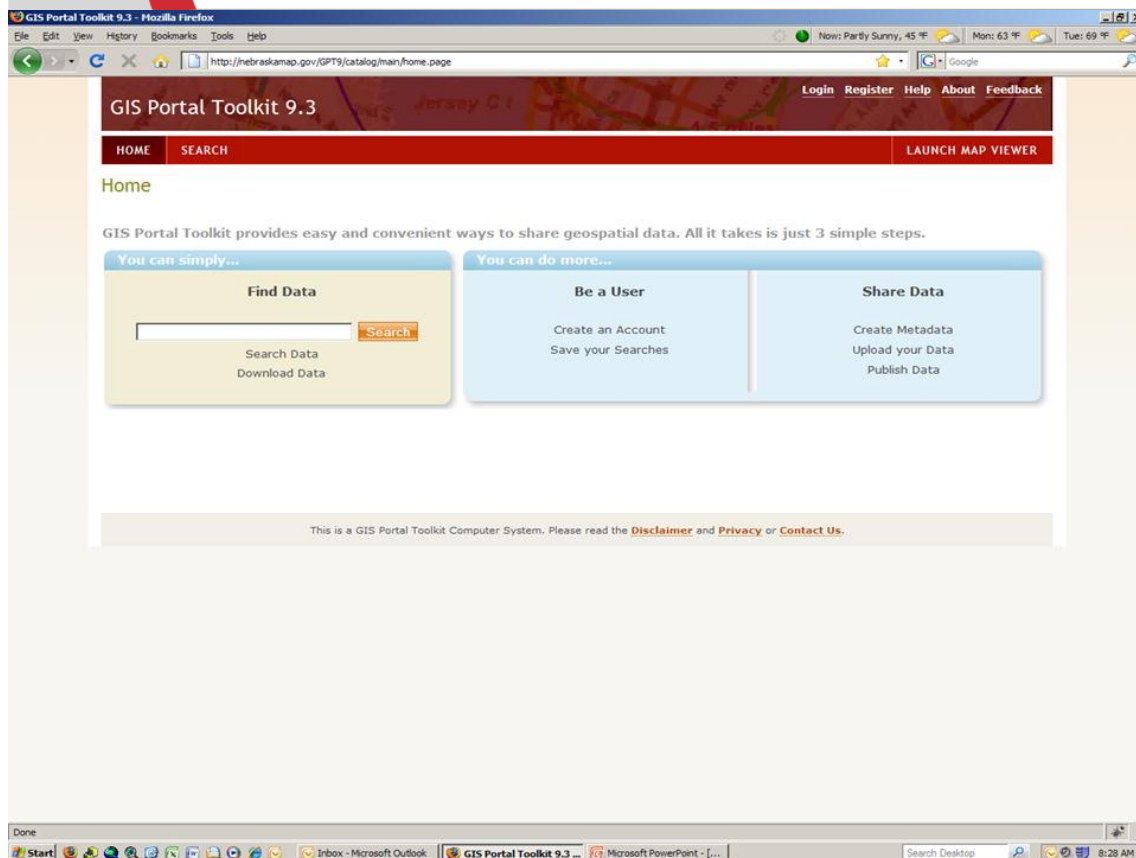 GIS Portal Toolkit 9.3 - Mozilla Firefox
File Edit View History Bookmarks Tools Help
Now: Partly Sunny, 45 °F Mon: 63 °F Tue: 69 °F
http://nebraskamap.gov/GPT9/catalog/main/home.page
Google
Login Register Help About Feedback
GIS Portal Toolkit 9.3
Jersey C
HOME SEARCH LAUNCH MAP VIEWER
Home
GIS Portal Toolkit provides easy and convenient ways to share geospatial data. All it takes is just 3 simple steps.
You can simply... You can do more...
Find Data Be a User Share Data
Search Create an Account Create Metadata
Search Data Save your Searches Upload your Data
Download Data Publish Data
This is a GIS Portal Toolkit Computer System. Please read the Disclaimer and Privacy or Contact Us.
Done
Start Inbox - Microsoft Outlook GIS Portal Toolkit 9.3 ... Microsoft PowerPoint - [... Search Desktop 8:28 AM